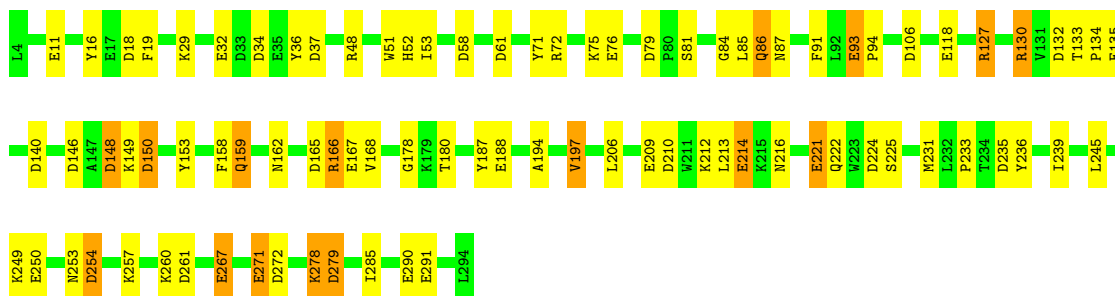 L4 E11 Y16 E17 D18 F19 K29 E32 D33 D34 E35 Y36 D37 R48 W51 H52 I53 D58 D61 Y71 R72 K75 E76 D79 P80 S81 G84 L85 Q86 N87 F91 L92 E93 P94 D106 E118 R127 R130 V131 D132 T133 P134 E135
D140 D146 A147 D148 K149 D150 Y153 F158 Q159 N162 D165 R166 E167 V168 G178 K179 T180 Y187 E188 A194 V197 L206 E209 D210 W211 K212 L213 E214 K215 N216 E221 Q222 W223 D224 S225 M231 L232 P233 T234 D235 Y236 I239 L245
K249 E250 N253 D254 K257 K260 D261 E267 E271 D272 K278 D279 I285 E290 E291 L294